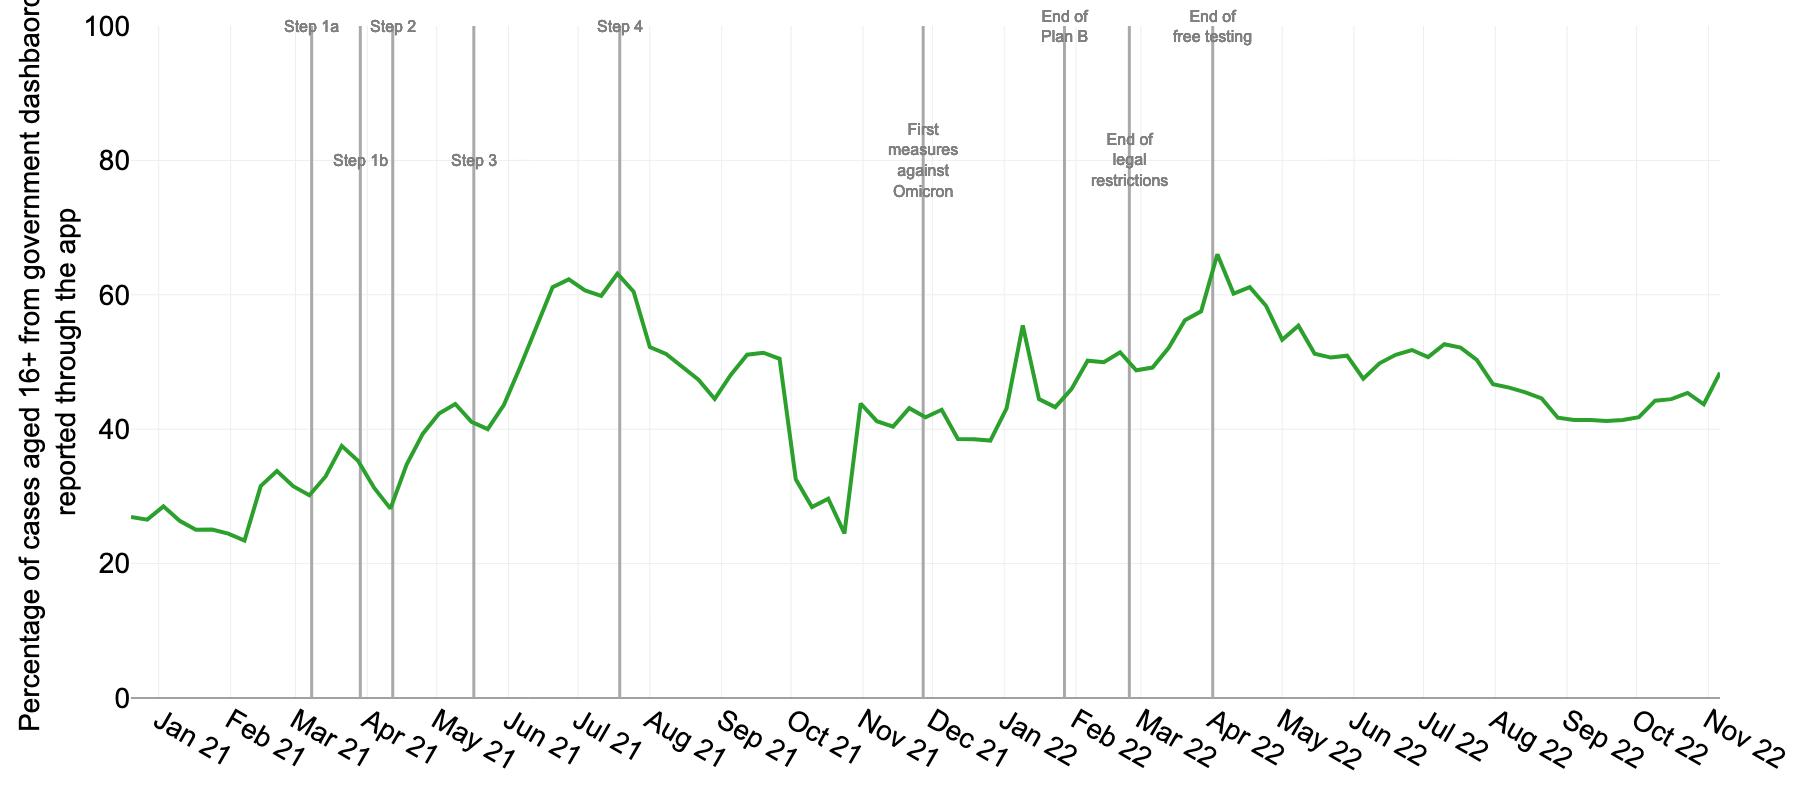 Percentage of cases aged 16+ from government dashbaord
reported through the app
100
80
60
40
20
0
Step 1a
Step 2
Step 4
End of
Plan B
End of
free testing
Step 1b
Step 3
First
measures
against
Omicron
End of
legal
restrictions
Jan 21
Feb 21
Mar 21
Apr 21
May 21
Jun 21
Jul 21
Aug 21
Sep 21
Oct 21
Nov 21
Dec 21
Jan 22
Feb 22
Mar 22
Apr 22
May 22
Jun 22
Jul 22
Aug 22
Sep 22
Oct 22
Nov 22